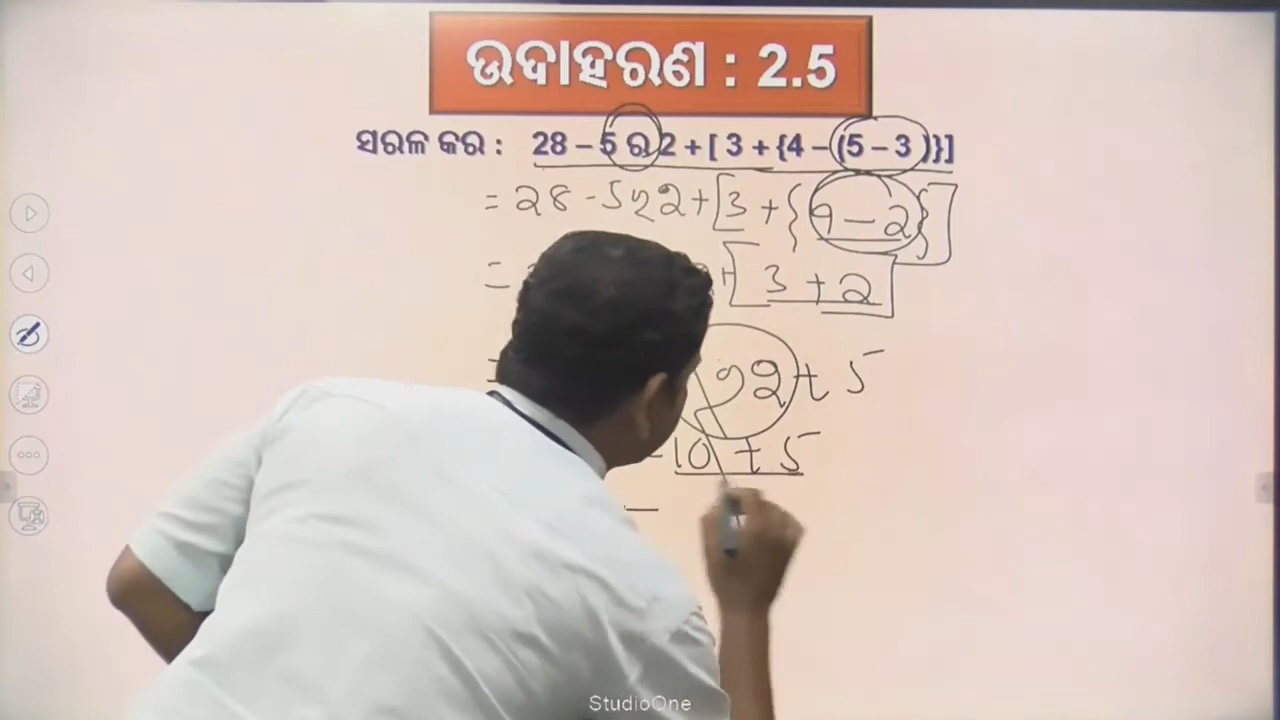 ଉଦାହରଣ : 2.5
ସରଳ କର : 28 – 5 ର 2 + [ 3 + {4 – (5 – 3 )}]
= 28 - 5 ର 2 + [3 + {4 – 2}]
= + [3 + 2]
ର 2 + 5
- 10 + 5
StudioOne